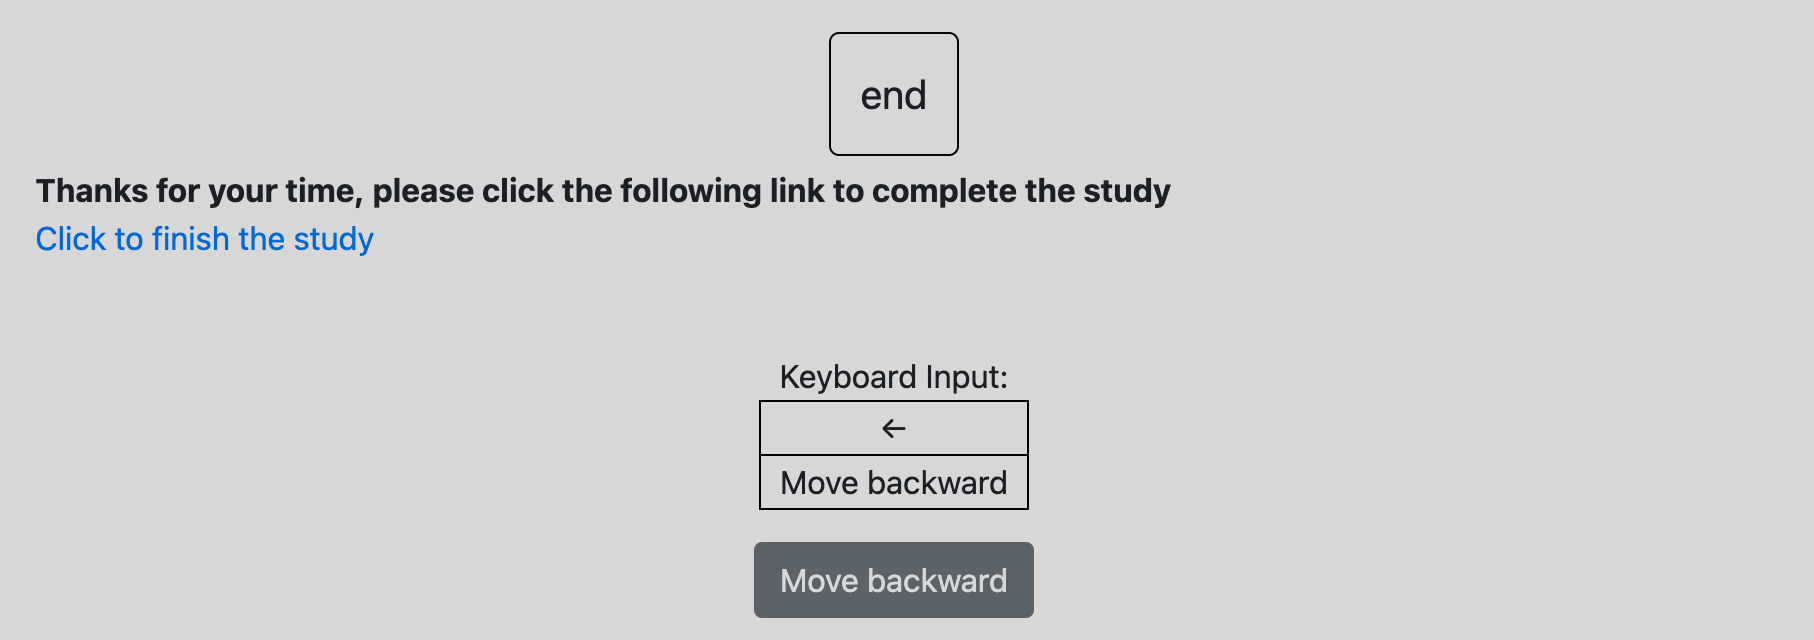 end
Thanks for your time, please click the following link to complete the study
Click to finish the study
Keyboard Input:
←
Move backward
Move backward